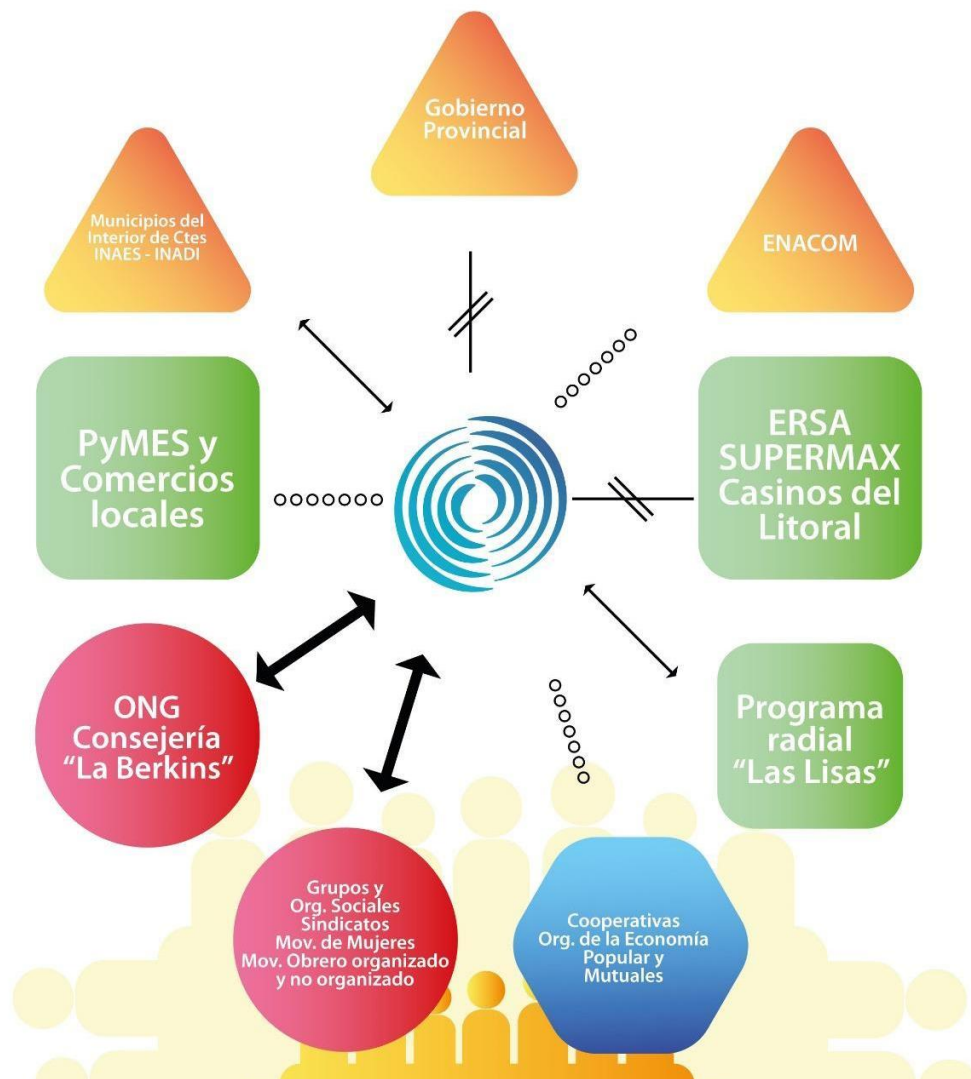 Gobierno
Provincial
Municipios del
Interior de Ctes
INAES - INADI
ENACOM
PyMES y
Comercios
locales
ERSA
SUPERMAX
Casinos del
Litoral
ONG
Consejería
“La Berkins”
Programa
radial
“Las Lisas”
Grupos y
Org. Sociales
Sindicatos
Mov. de Mujeres
Mov. Obrero organizado
y no organizado
Cooperativas
Org. de la Economía
Popular y
Mutuales